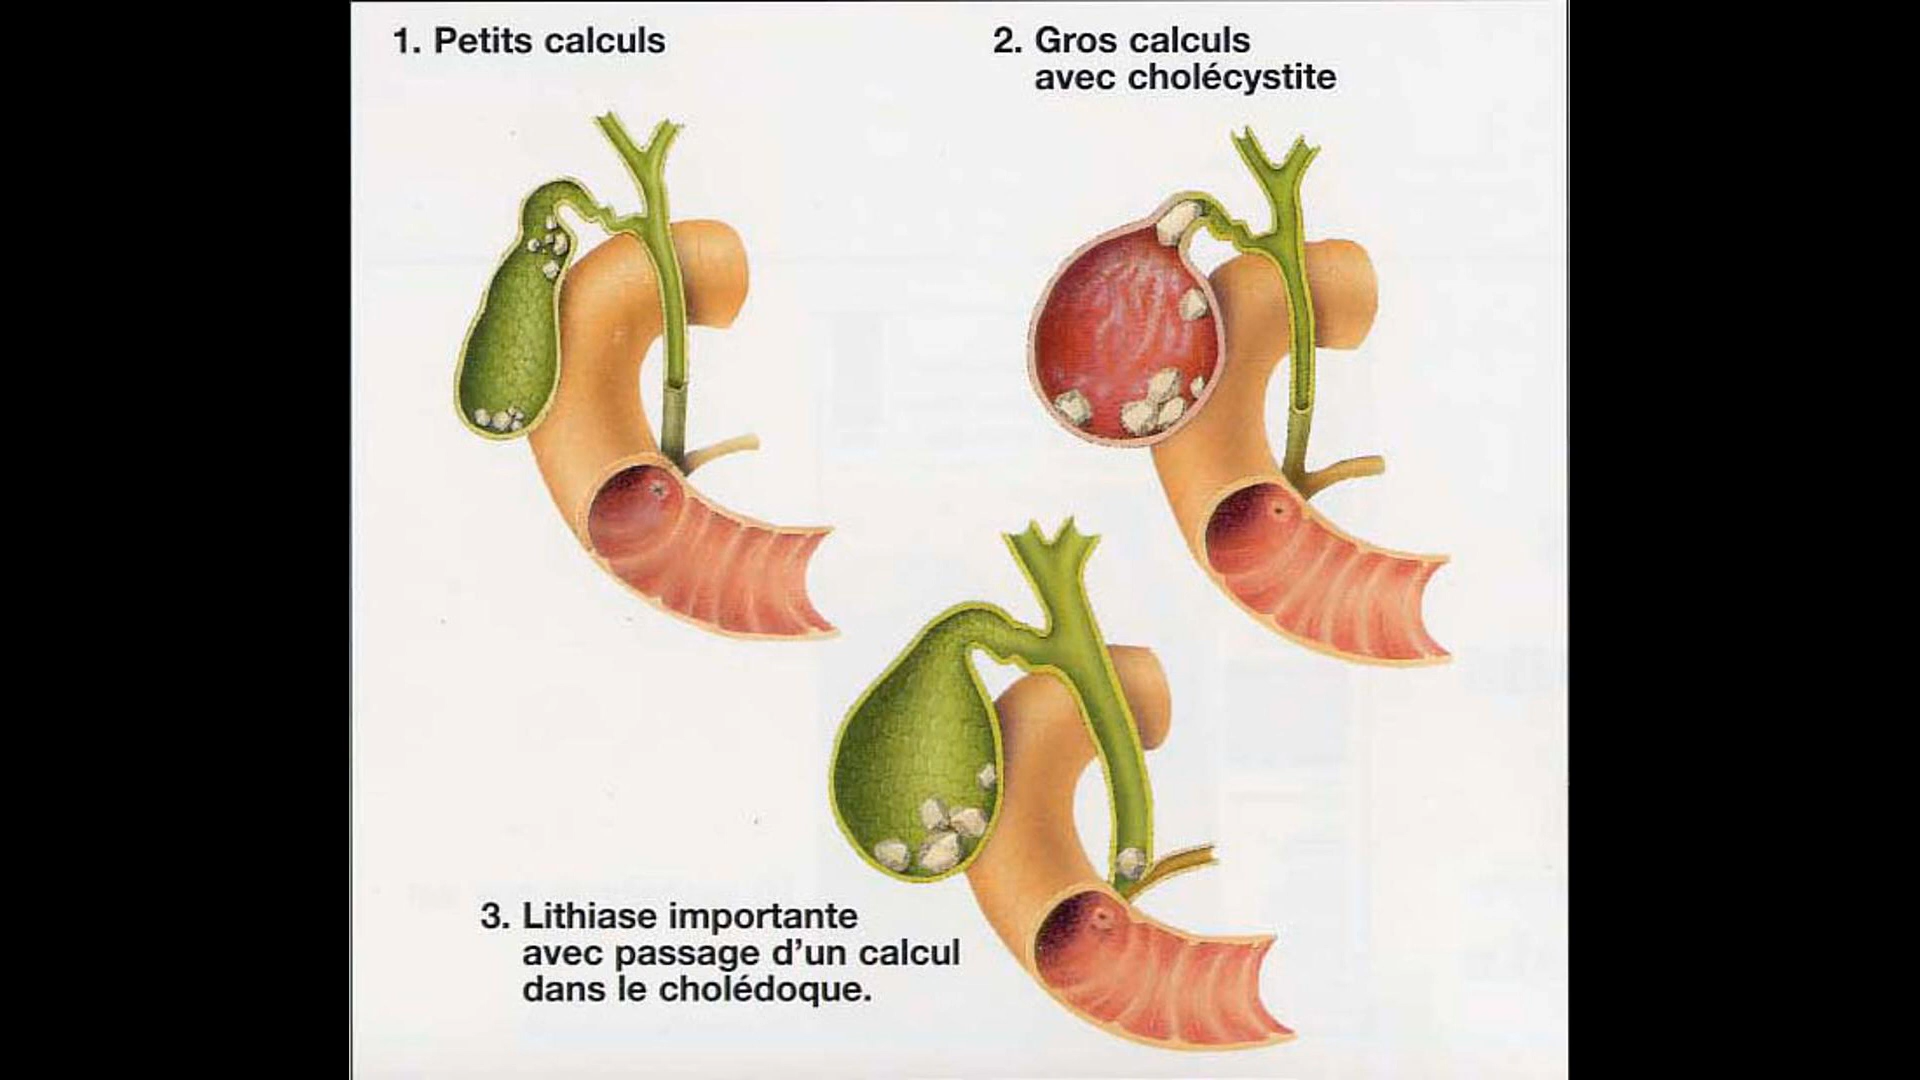 1. Petits calculs
2. Gros calculs
avec cholécystite
3. Lithiase importante
avec passage d'un calcul
dans le cholédoque.